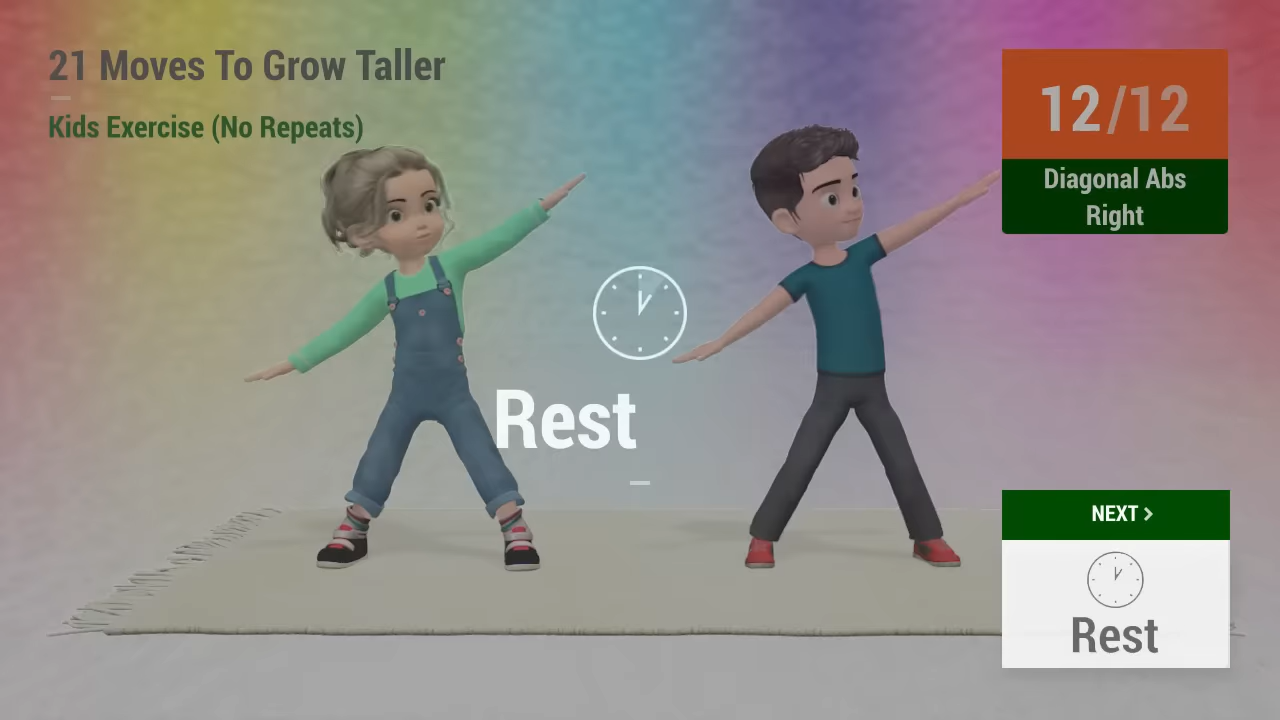 21 Moves To Grow Taller
Kids Exercise (No Repeats)
12/12
Diagonal Abs
Right
Rest
NEXT >
Rest